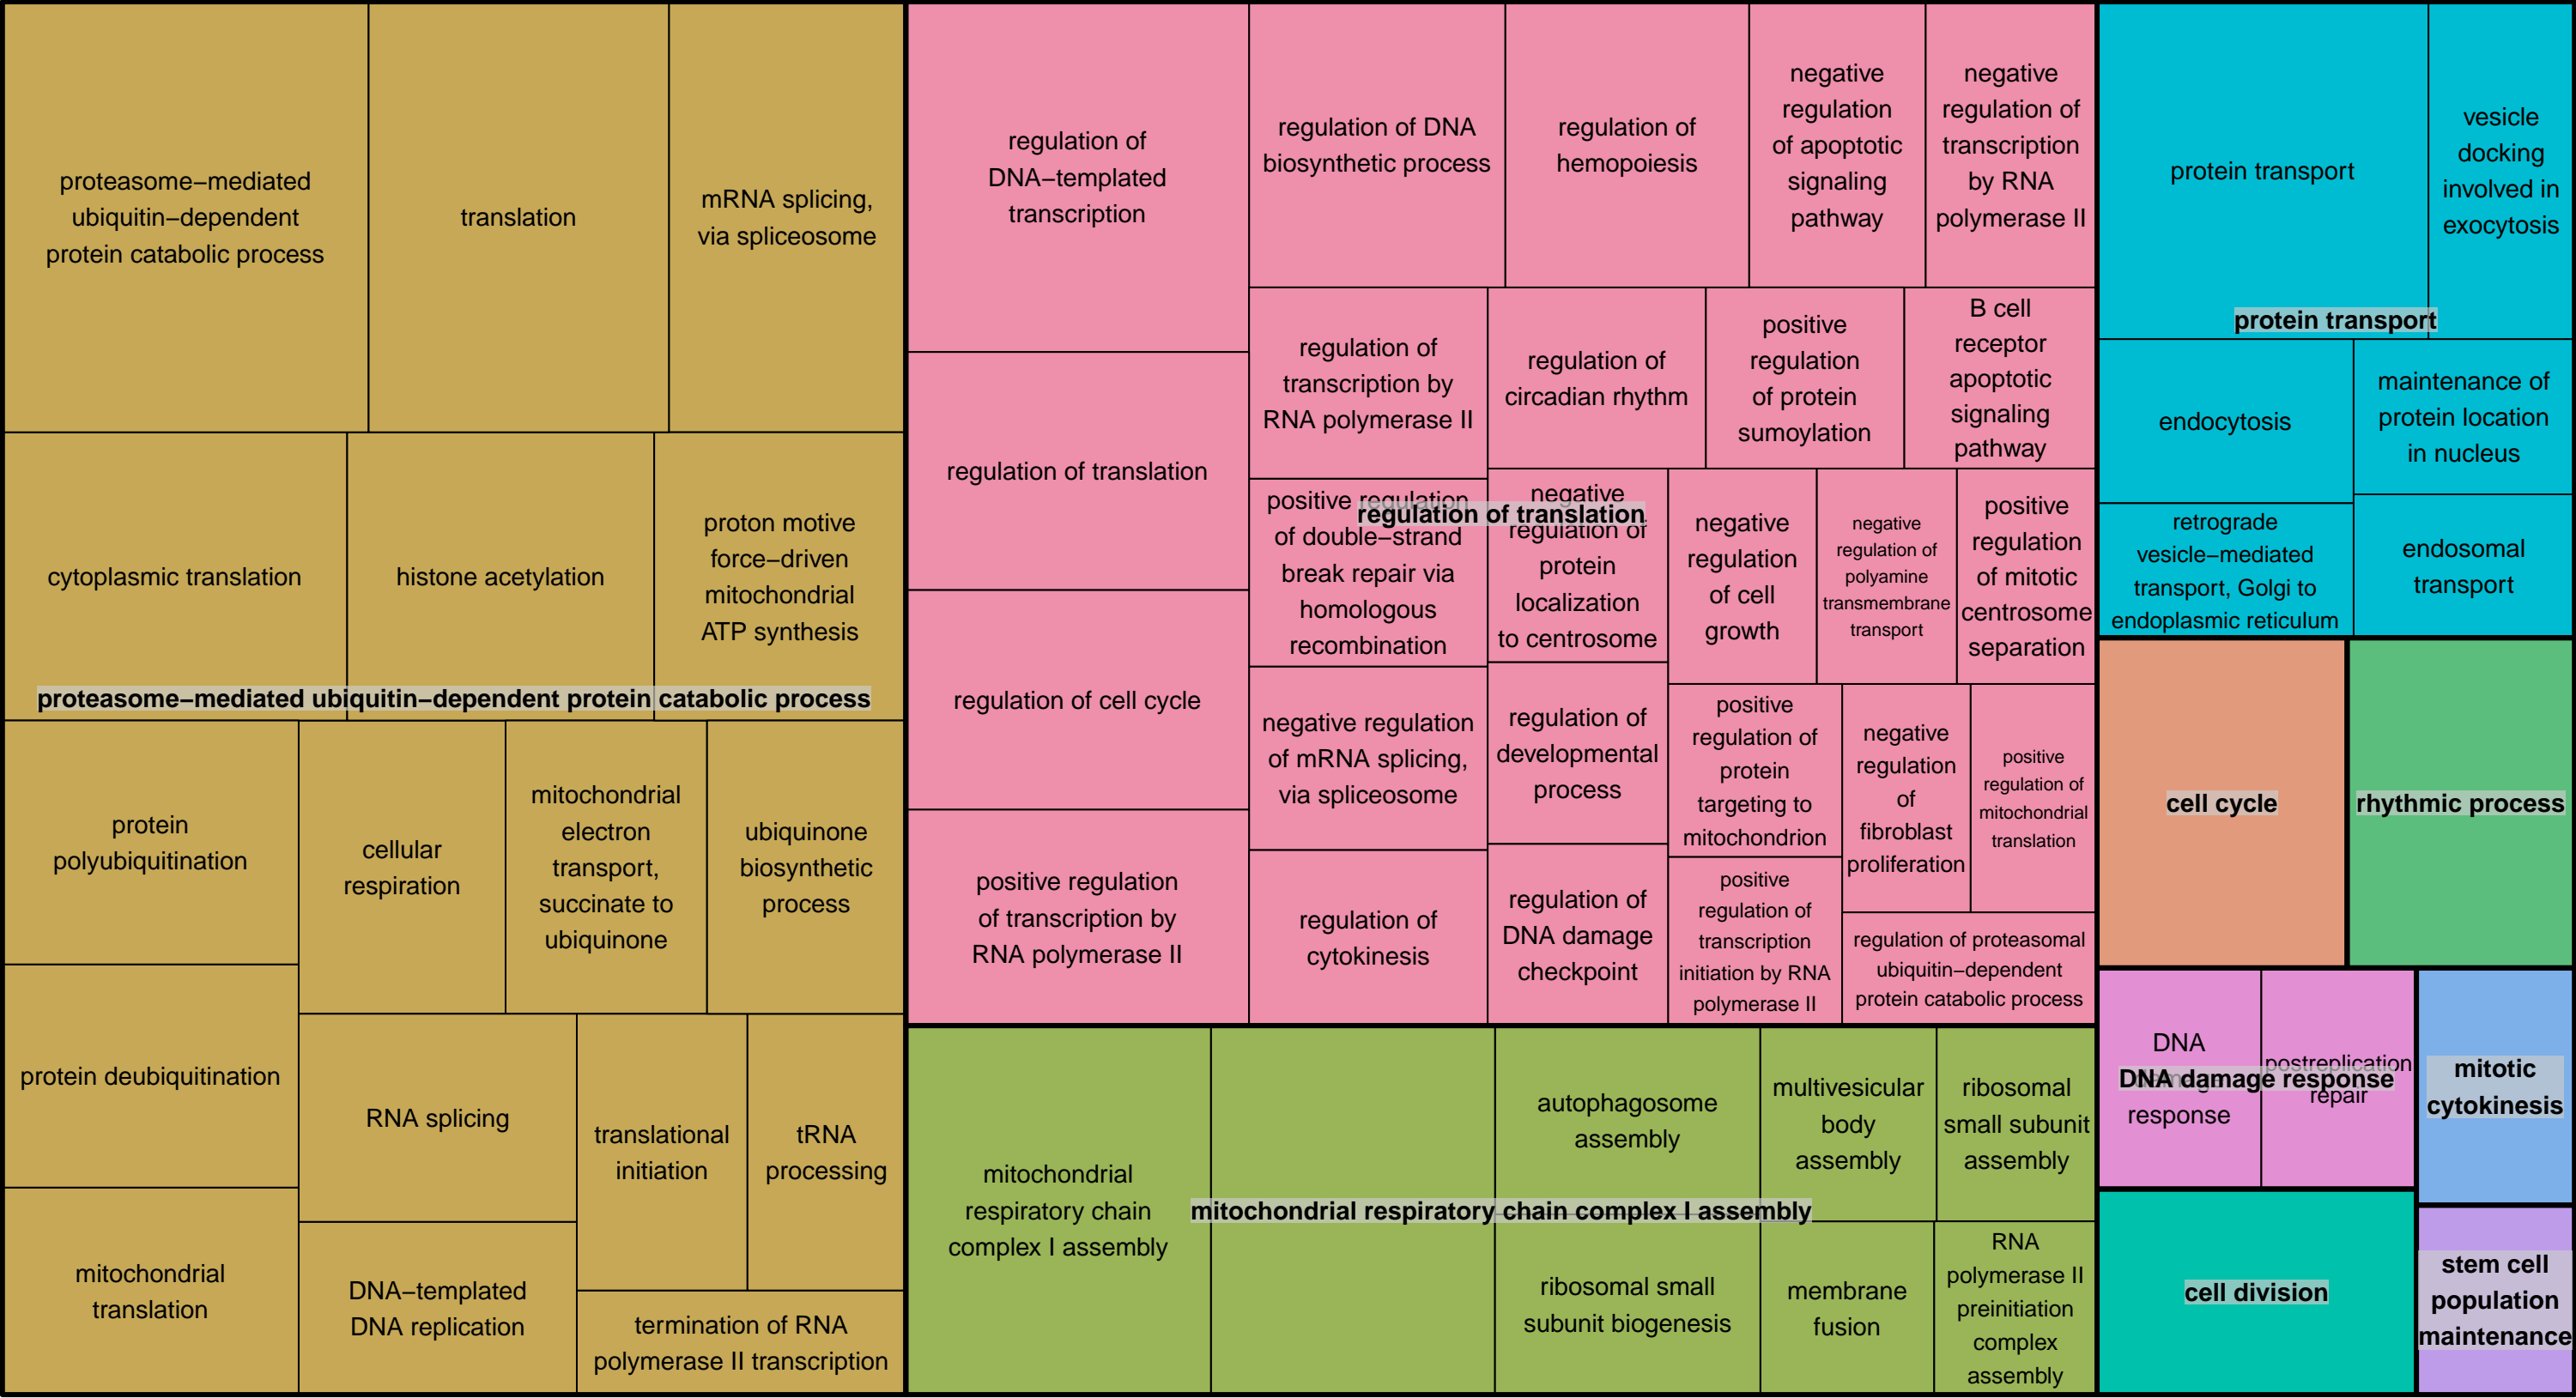 proteasome−mediated
ubiquitin−dependent
protein catabolic process
translation
mRNA splicing,
via spliceosome
cytoplasmic translation
histone acetylation
proton motive
force−driven
mitochondrial
ATP synthesis
proteasome−mediated ubiquitin−dependent protein catabolic process
protein
polyubiquitination
cellular
respiration
mitochondrial
electron
transport,
succinate to
ubiquinone
ubiquinone
biosynthetic
process
protein deubiquitination
RNA splicing
translational
initiation
tRNA
processing
mitochondrial
translation
DNA−templated
DNA replication
termination of RNA
polymerase II transcription
regulation of
DNA−templated
transcription
regulation of DNA
biosynthetic process
regulation of
hemopoiesis
negative
regulation
of apoptotic
signaling
pathway
negative
regulation of
transcription
by RNA
polymerase II
regulation of translation
regulation of
transcription by
RNA polymerase II
regulation of
circadian rhythm
positive
regulation
of protein
sumoylation
B cell
receptor
apoptotic
signaling
pathway
positive regulation
of double−strand
break repair via
homologous
recombination
negative
regulation of
protein
localization
to centrosome
regulation of translation
negative
regulation
of cell
growth
negative
regulation of
polyamine
transmembrane
transport
positive
regulation
of mitotic
centrosome
separation
regulation of cell cycle
negative regulation
of mRNA splicing,
via spliceosome
regulation of
developmental
process
positive
regulation of
protein
targeting to
mitochondrion
negative
regulation
of
fibroblast
proliferation
positive
regulation of
mitochondrial
translation
positive regulation
of transcription by
RNA polymerase II
regulation of
cytokinesis
regulation of
DNA damage
checkpoint
positive
regulation of
transcription
initiation by RNA
polymerase II
regulation of proteasomal
ubiquitin−dependent
protein catabolic process
mitochondrial
respiratory chain
complex I assembly
autophagosome
assembly
multivesicular
body
assembly
ribosomal
small subunit
assembly
mitochondrial respiratory chain complex I assembly
ribosomal small
subunit biogenesis
membrane
fusion
RNA
polymerase II
preinitiation
complex
assembly
protein transport
vesicle
docking
involved in
exocytosis
protein transport
endocytosis
maintenance of
protein location
in nucleus
retrograde
vesicle−mediated
transport, Golgi to
endoplasmic reticulum
endosomal
transport
cell cycle
rhythmic process
DNA
response
postreplication
repair
DNA damage response
mitotic
cytokinesis
cell division
stem cell
population
maintenance